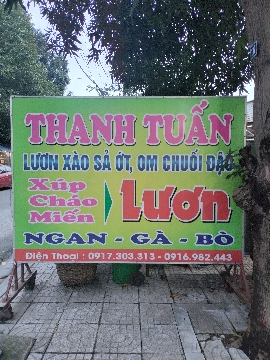 THANH TUẤN
LƯƠN XÀO SẢ ỚT, OM CHUỐI ĐẬU
Xúp
Cháo
Miến
Lươn
NGAN - GÀ - BÒ
Điện Thoại : 0917.303.313 - 0916.982.443